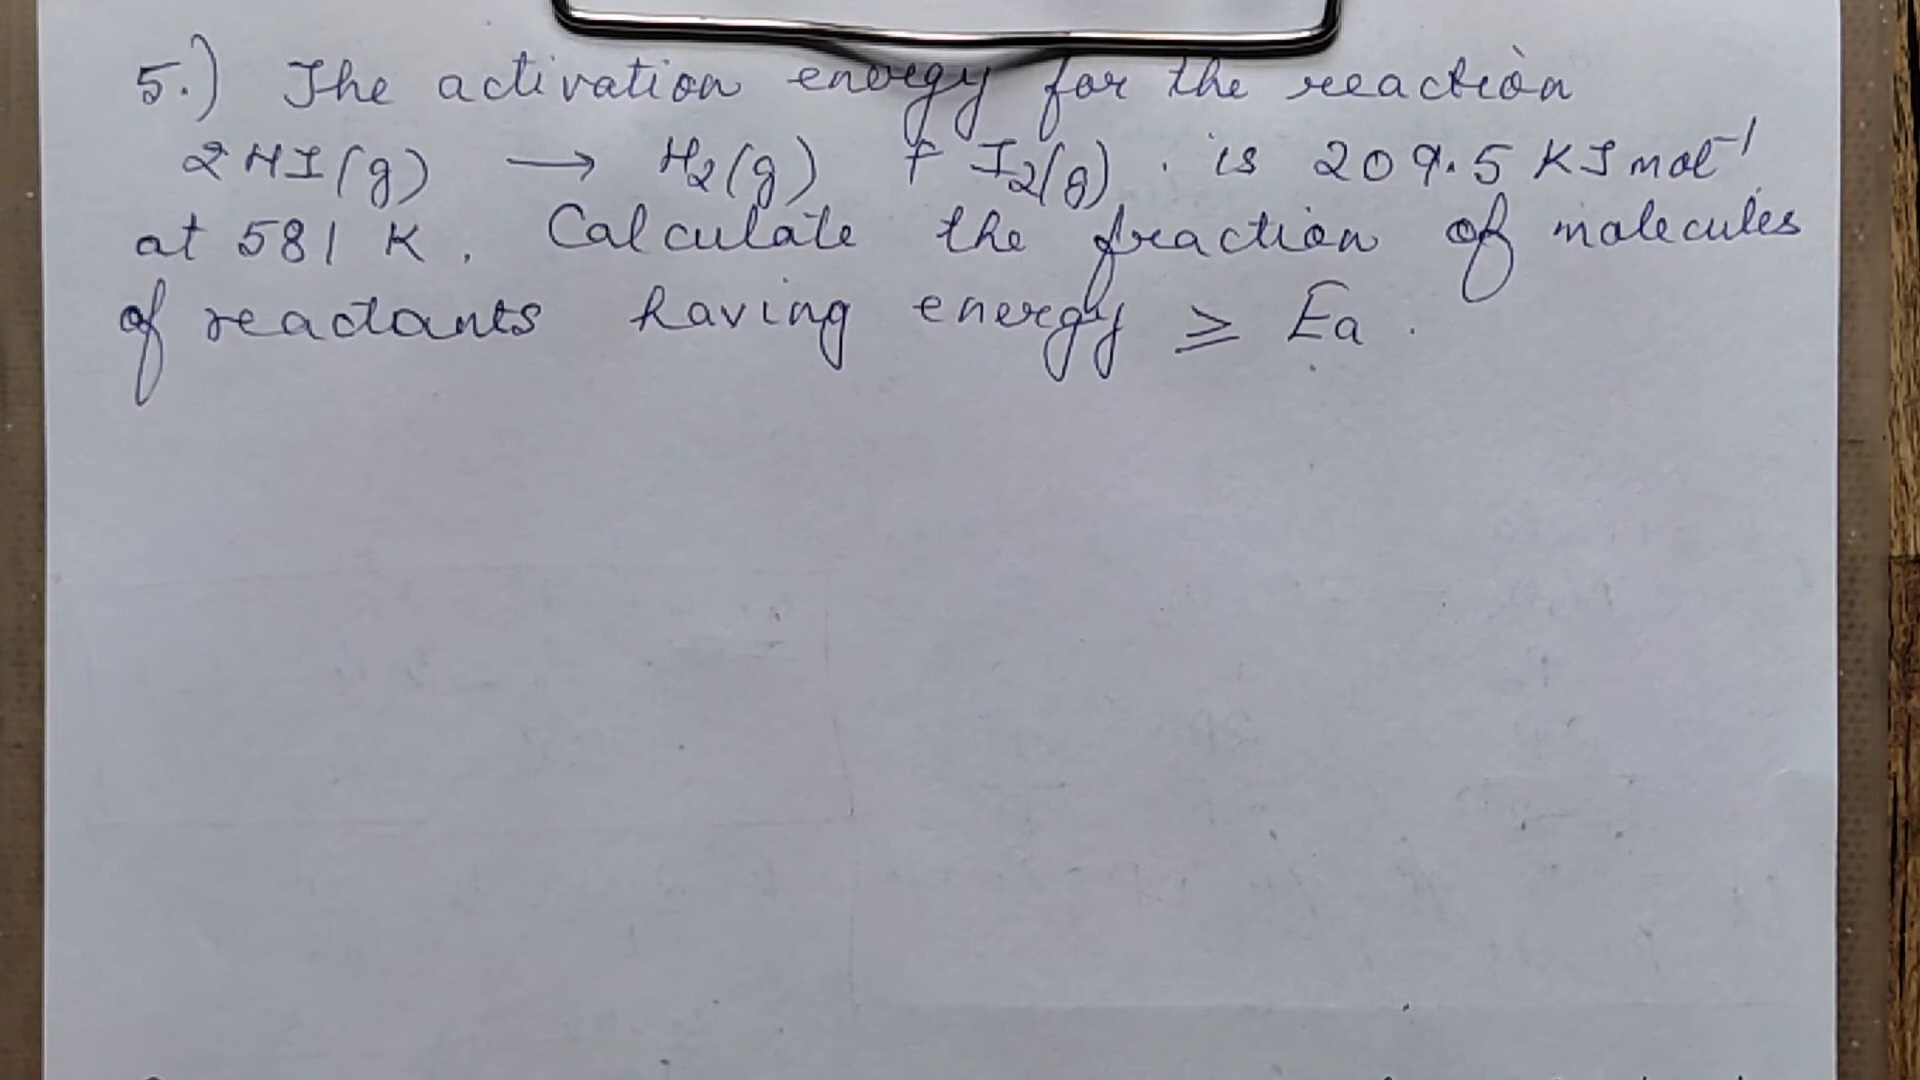 5.) The activation energy for the reaction
2HI(g) → H2(g) + I2(g). is 209.5 KJ mol⁻¹
at 581 K. Calculate the fraction of molecules
of reactants having energy ≥ Ea.